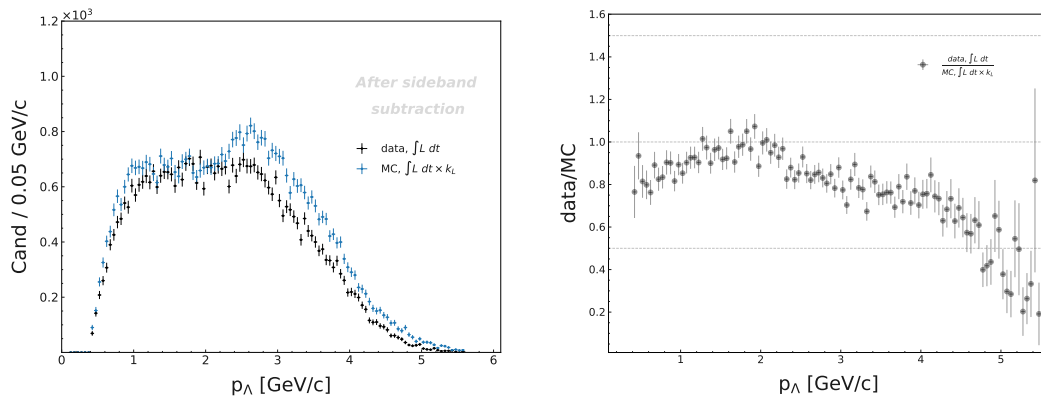 ×10³
1.2
1.0
0.8
0.6
0.4
0.2
0 1 2 3 4 5 6
Cand / 0.05 GeV/c
p_Λ [GeV/c]
After sideband
subtraction
data, ∫L dt
MC, ∫L dt × k_L
1.6
1.4
1.2
1.0
0.8
0.6
0.4
0.2
1 2 3 4 5
data/MC
p_Λ [GeV/c]
data, ∫L dt
MC, ∫L dt × k_L